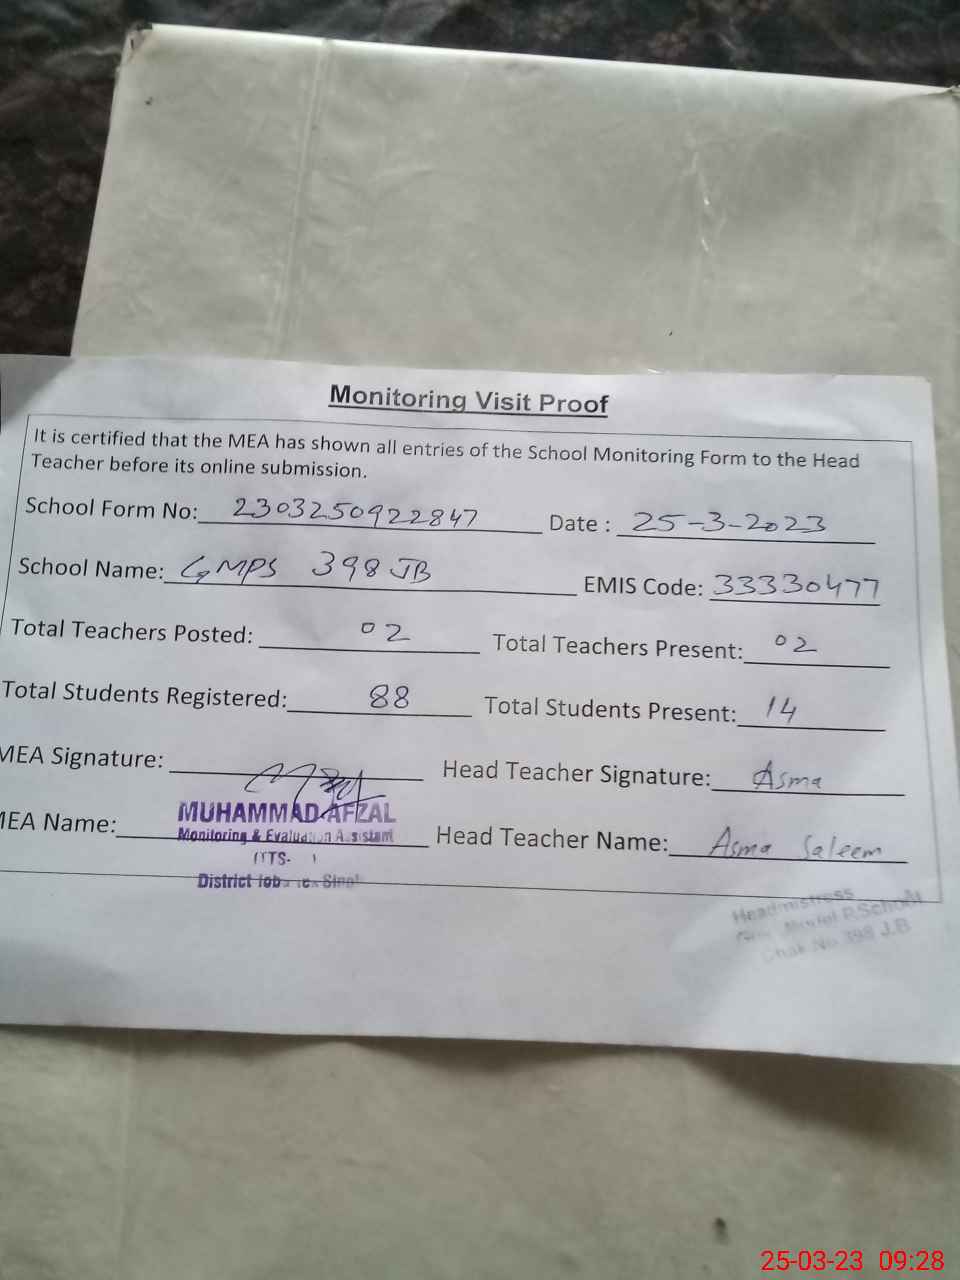 Monitoring Visit Proof
It is certified that the MEA has shown all entries of the School Monitoring Form to the Head
Teacher before its online submission.
School Form No: 2303250922847 Date : 25-3-2023
School Name: GMPS 398 JB EMIS Code: 33330477
Total Teachers Posted: 02 Total Teachers Present: 02
Total Students Registered: 88 Total Students Present: 14
MEA Signature: Head Teacher Signature: Asma
MUHAMMAD AFZAL
MEA Name: Head Teacher Name: Asma Saleem
Monitoring & Evaluation Assistant
District
Headmistress
Model P.School
Chak No 398 J.B
25-03-23 09:28